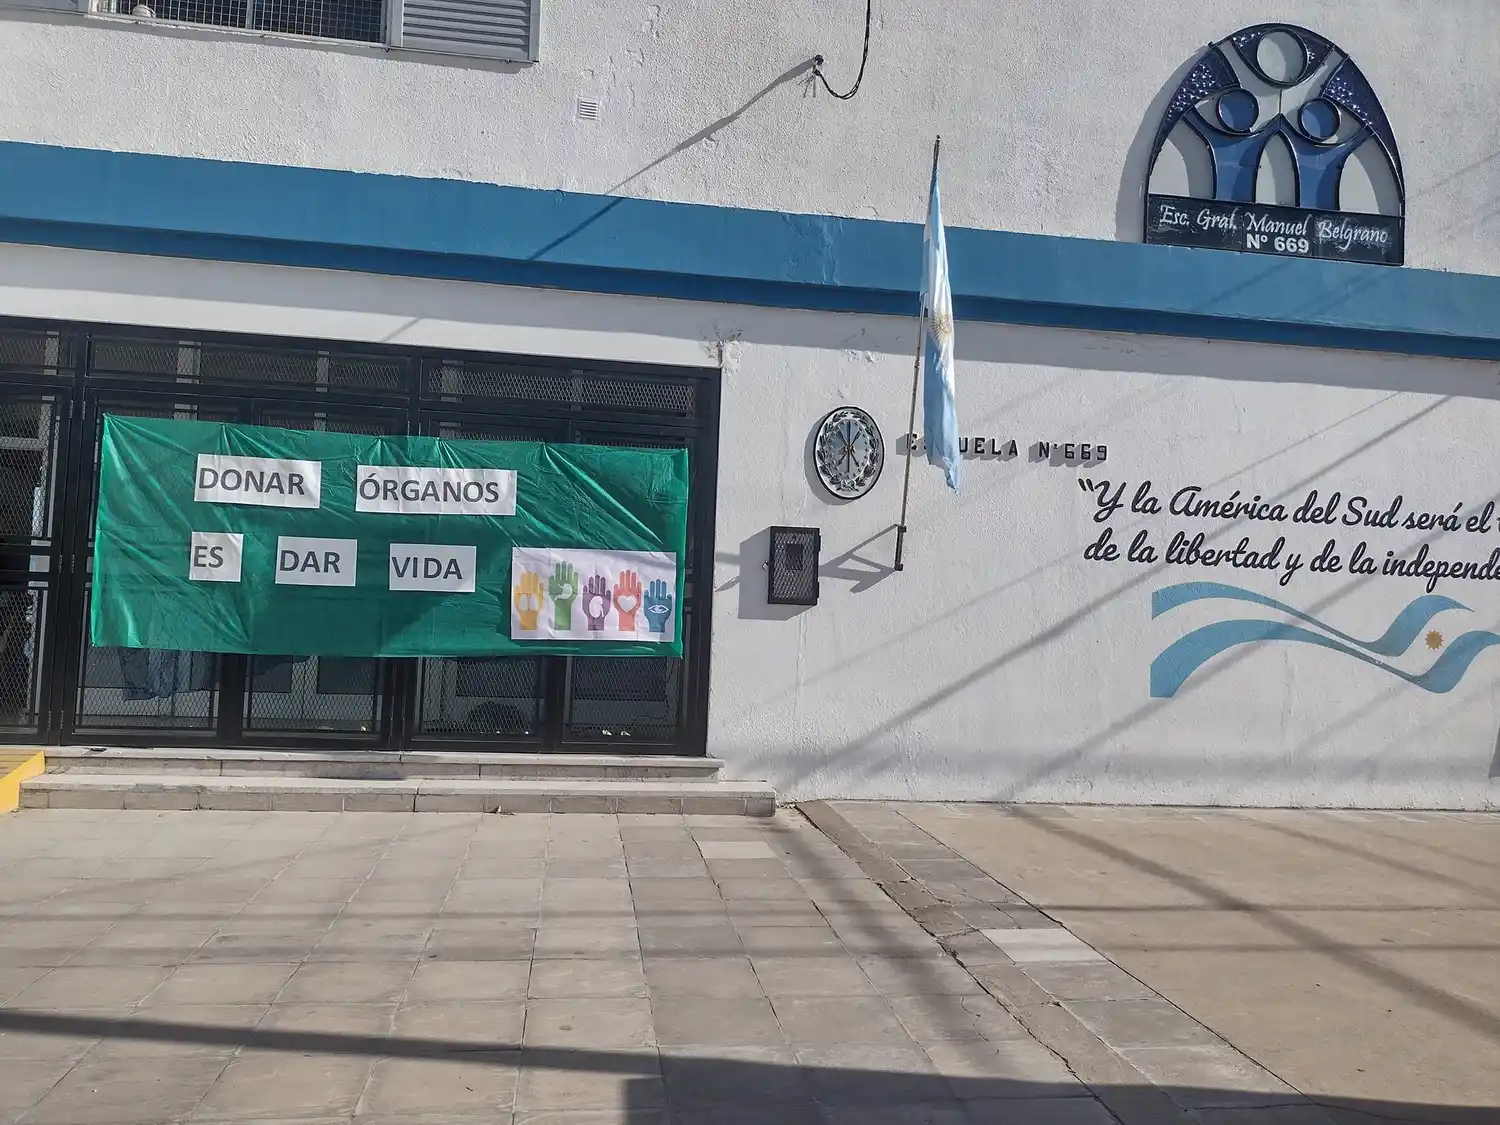 Esc. Gral. Manuel Belgrano
Nº 669
DONAR ÓRGANOS
ES DAR VIDA
Nº669
"Y la América del Sud será el
de la libertad y de la